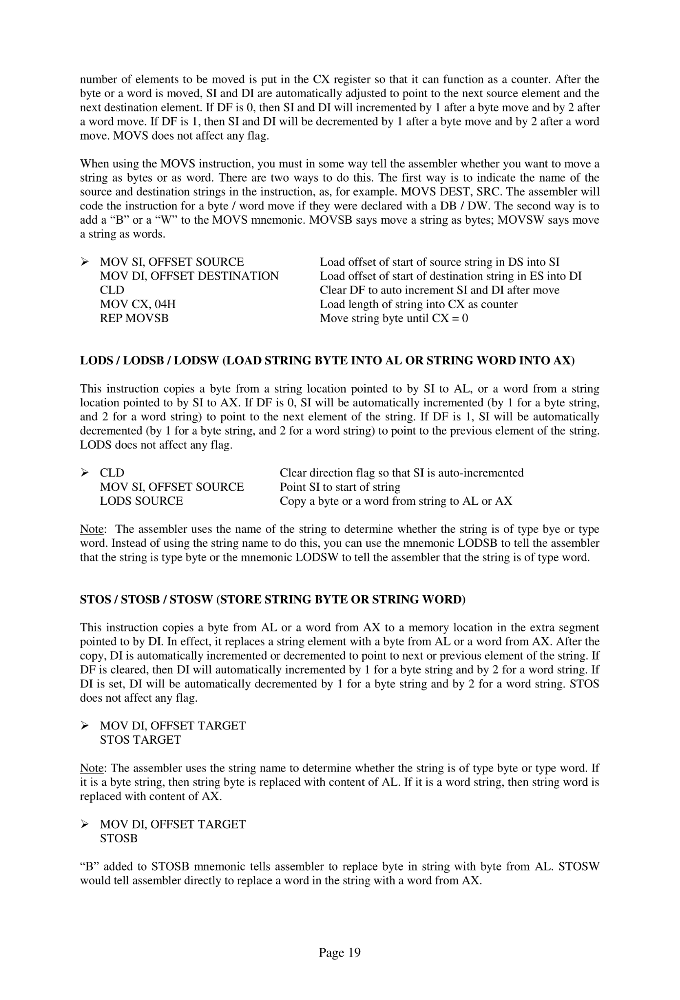 number of elements to be moved is put in the CX register so that it can function as a counter. After the
byte or a word is moved, SI and DI are automatically adjusted to point to the next source element and the
next destination element. If DF is 0, then SI and DI will incremented by 1 after a byte move and by 2 after
a word move. If DF is 1, then SI and DI will be decremented by 1 after a byte move and by 2 after a word
move. MOVS does not affect any flag.
When using the MOVS instruction, you must in some way tell the assembler whether you want to move a
string as bytes or as word. There are two ways to do this. The first way is to indicate the name of the
source and destination strings in the instruction, as, for example. MOVS DEST, SRC. The assembler will
code the instruction for a byte / word move if they were declared with a DB / DW. The second way is to
add a “B” or a “W” to the MOVS mnemonic. MOVSB says move a string as bytes; MOVSW says move
a string as words.
➢ MOV SI, OFFSET SOURCE Load offset of start of source string in DS into SI
MOV DI, OFFSET DESTINATION Load offset of start of destination string in ES into DI
CLD Clear DF to auto increment SI and DI after move
MOV CX, 04H Load length of string into CX as counter
REP MOVSB Move string byte until CX = 0
LODS / LODSB / LODSW (LOAD STRING BYTE INTO AL OR STRING WORD INTO AX)
This instruction copies a byte from a string location pointed to by SI to AL, or a word from a string
location pointed to by SI to AX. If DF is 0, SI will be automatically incremented (by 1 for a byte string,
and 2 for a word string) to point to the next element of the string. If DF is 1, SI will be automatically
decremented (by 1 for a byte string, and 2 for a word string) to point to the previous element of the string.
LODS does not affect any flag.
➢ CLD Clear direction flag so that SI is auto-incremented
MOV SI, OFFSET SOURCE Point SI to start of string
LODS SOURCE Copy a byte or a word from string to AL or AX
Note: The assembler uses the name of the string to determine whether the string is of type bye or type
word. Instead of using the string name to do this, you can use the mnemonic LODSB to tell the assembler
that the string is type byte or the mnemonic LODSW to tell the assembler that the string is of type word.
STOS / STOSB / STOSW (STORE STRING BYTE OR STRING WORD)
This instruction copies a byte from AL or a word from AX to a memory location in the extra segment
pointed to by DI. In effect, it replaces a string element with a byte from AL or a word from AX. After the
copy, DI is automatically incremented or decremented to point to next or previous element of the string. If
DF is cleared, then DI will automatically incremented by 1 for a byte string and by 2 for a word string. If
DI is set, DI will be automatically decremented by 1 for a byte string and by 2 for a word string. STOS
does not affect any flag.
➢ MOV DI, OFFSET TARGET
STOS TARGET
Note: The assembler uses the string name to determine whether the string is of type byte or type word. If
it is a byte string, then string byte is replaced with content of AL. If it is a word string, then string word is
replaced with content of AX.
➢ MOV DI, OFFSET TARGET
STOSB
“B” added to STOSB mnemonic tells assembler to replace byte in string with byte from AL. STOSW
would tell assembler directly to replace a word in the string with a word from AX.
Page 19